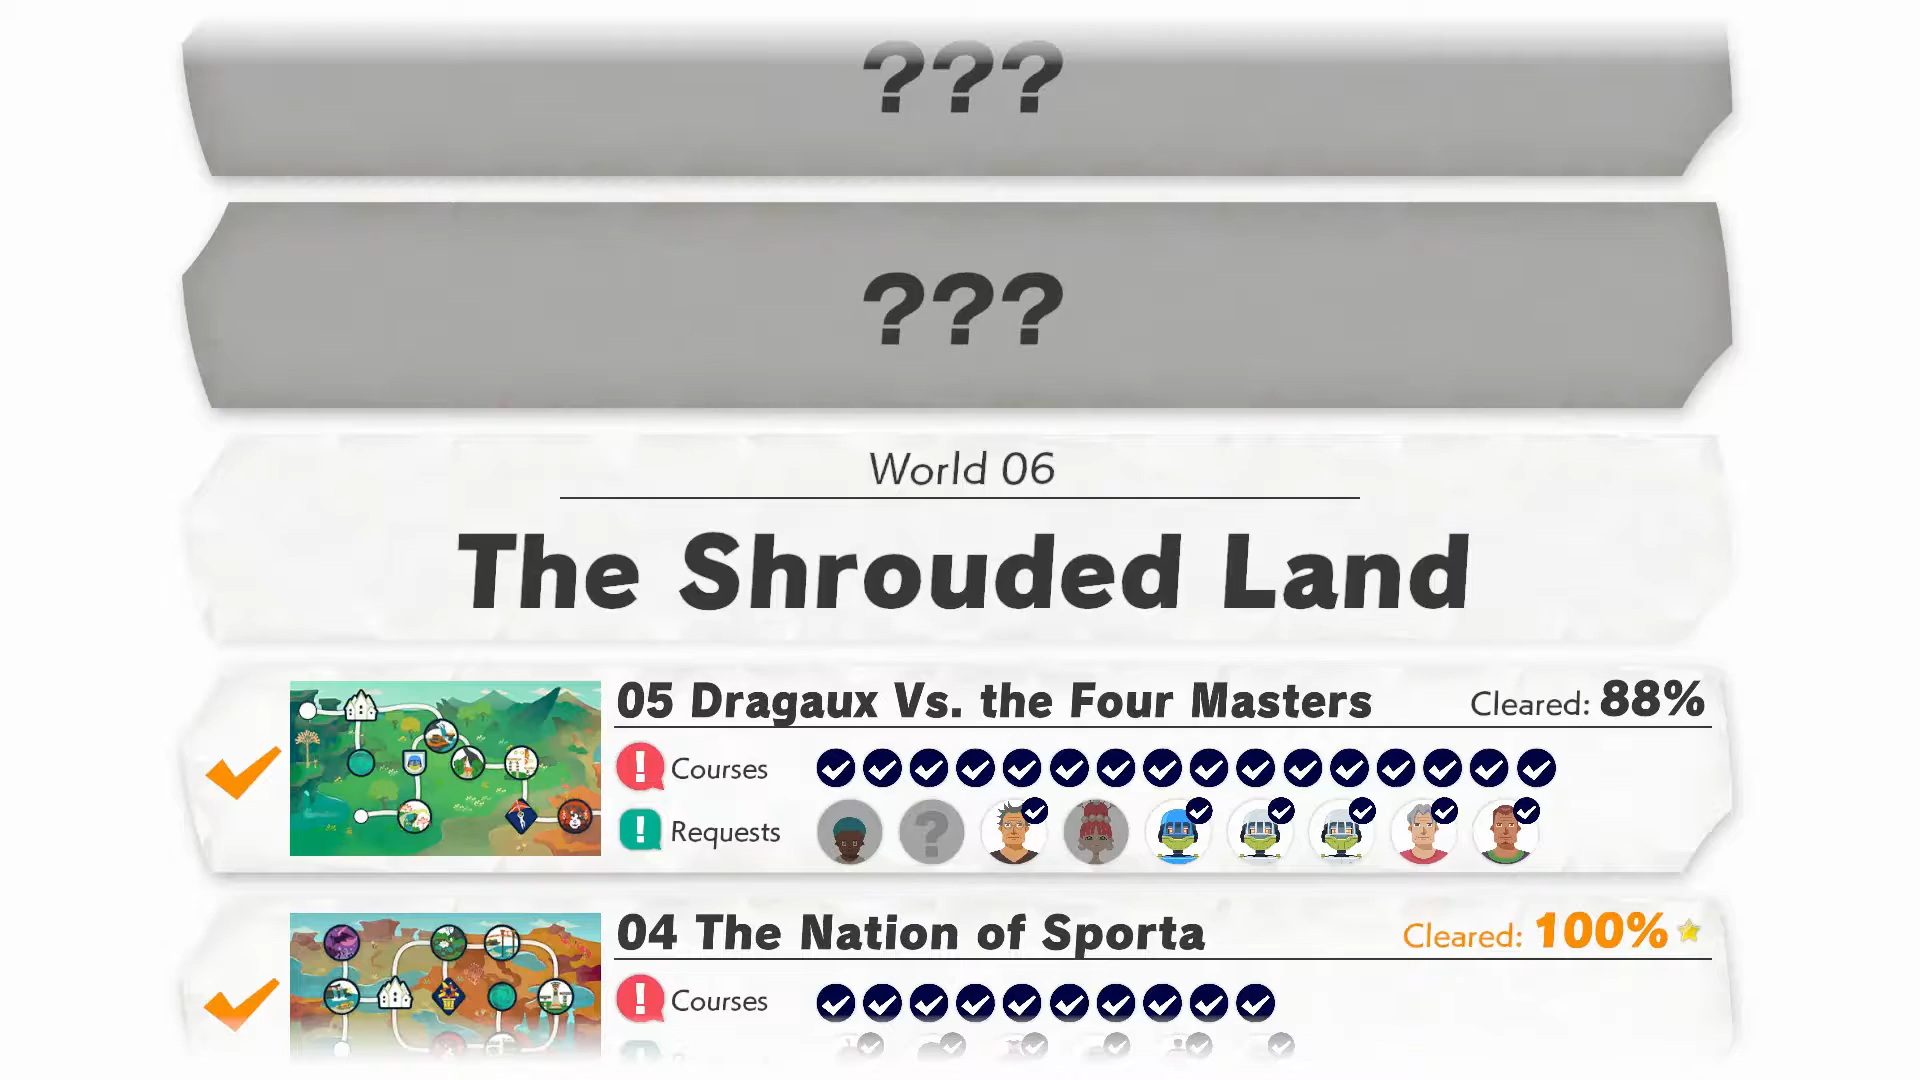 ???
???
World 06
The Shrouded Land
05 Dragaux Vs. the Four Masters Cleared: 88%
! Courses
! Requests ?
04 The Nation of Sporta Cleared: 100%
! Courses